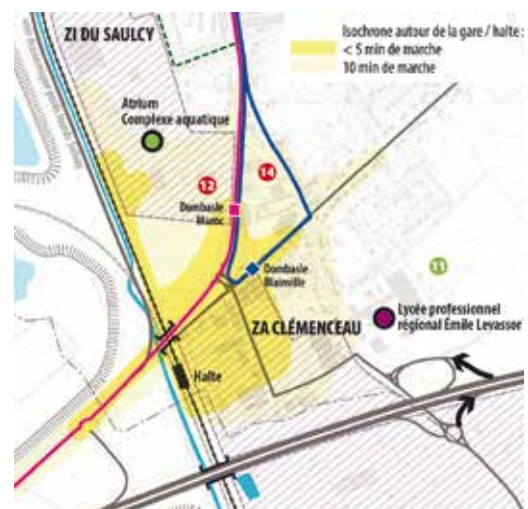 ZI DU SAULCY
Isochrone autour de la gare / halte :
< 5 min de marche
10 min de marche
Atrium
Complexe aquatique
12
14
Dombasle
Maroc
Dombasle
Blainville
11
ZA CLÉMENCEAU
Lycée professionnel
régional Émile Levassor
Halte